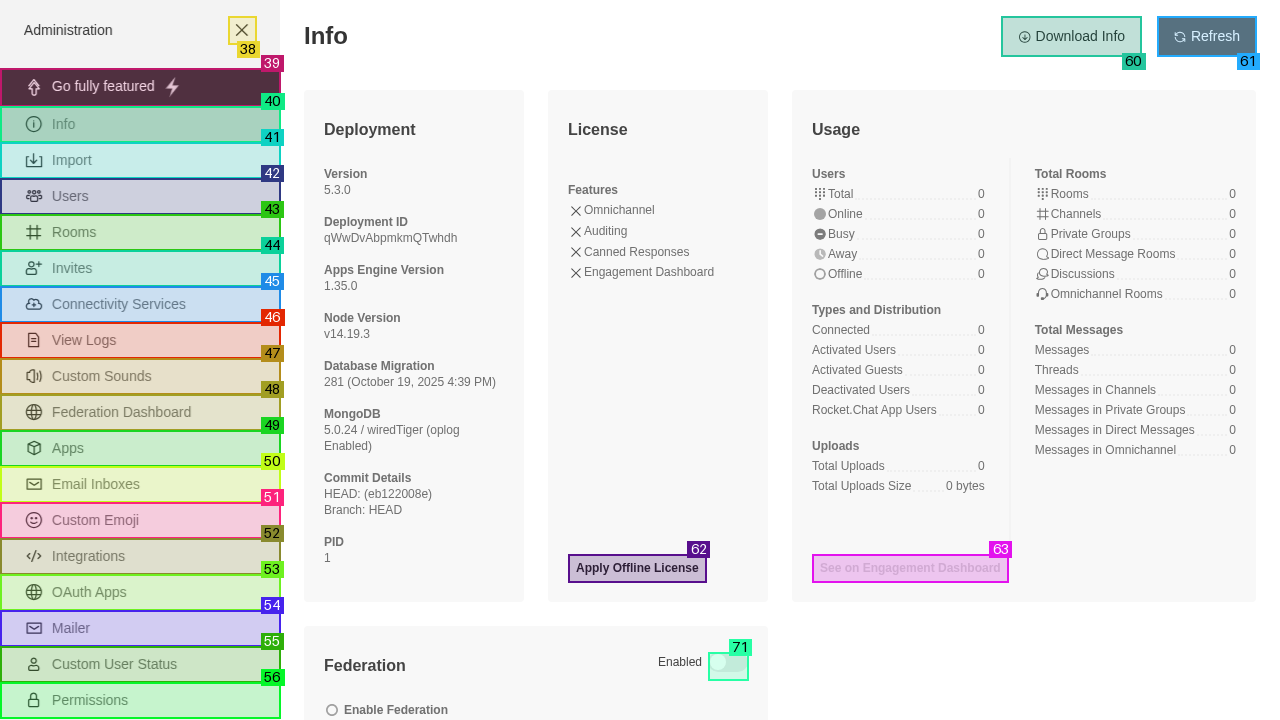 Administration
38
39
Go fully featured
40
Info
41
Import
42
Users
43
Rooms
44
Invites
45
Connectivity Services
46
View Logs
47
Custom Sounds
48
Federation Dashboard
49
Apps
50
Email Inboxes
51
Custom Emoji
52
Integrations
53
OAuth Apps
54
Mailer
55
Custom User Status
56
Permissions
Info
Download Info
60
Refresh
61
Deployment
Version
5.3.0
Deployment ID
qWwDvAbpmkmQTwhdh
Apps Engine Version
1.35.0
Node Version
v14.19.3
Database Migration
281 (October 19, 2025 4:39 PM)
MongoDB
5.0.24 / wiredTiger (oplog
Enabled)
Commit Details
HEAD: (eb122008e)
Branch: HEAD
PID
1
License
Features
Omnichannel
Auditing
Canned Responses
Engagement Dashboard
62
Apply Offline License
Usage
Users
Total 0
Online 0
Busy 0
Away 0
Offline 0
Types and Distribution
Connected 0
Activated Users 0
Activated Guests 0
Deactivated Users 0
Rocket.Chat App Users 0
Uploads
Total Uploads 0
Total Uploads Size 0 bytes
Total Rooms
Rooms 0
Channels 0
Private Groups 0
Direct Message Rooms 0
Discussions 0
Omnichannel Rooms 0
Total Messages
Messages 0
Threads 0
Messages in Channels 0
Messages in Private Groups 0
Messages in Direct Messages 0
Messages in Omnichannel 0
63
See on Engagement Dashboard
Federation
Enabled
71
Enable Federation